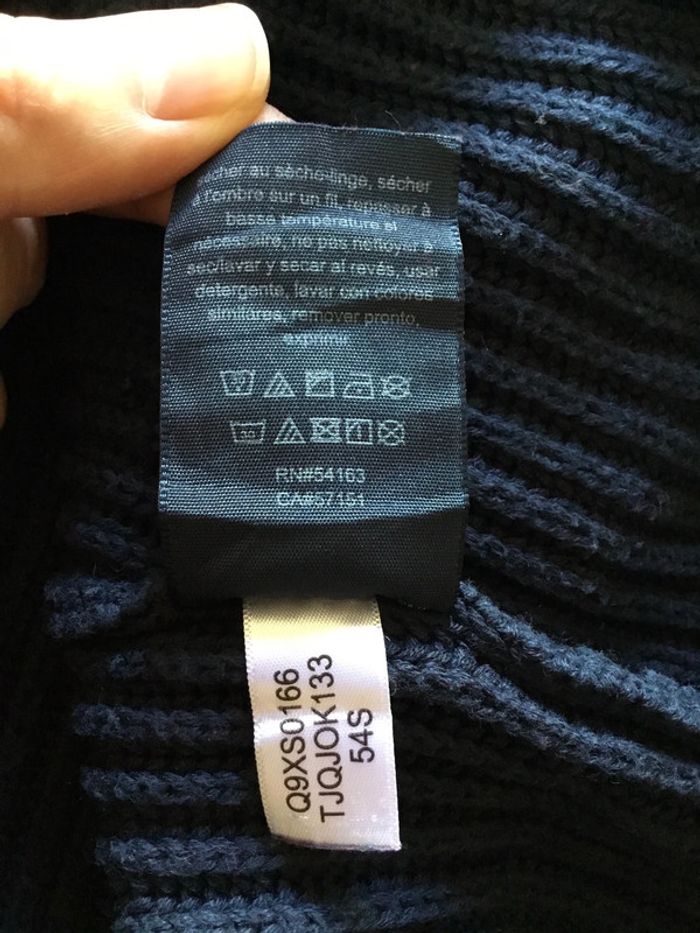 sécher au sèche-linge, sécher
à l'ombre sur un fil, repasser à
basse température si
nécessaire, ne pas nettoyer à
sec/lavar y secar al revés, usar
detergente, lavar con colores
similares, remover pronto,
exprimir
30
RN#54163
CA#57151
Q9XS0166
TJQJOK133
54S